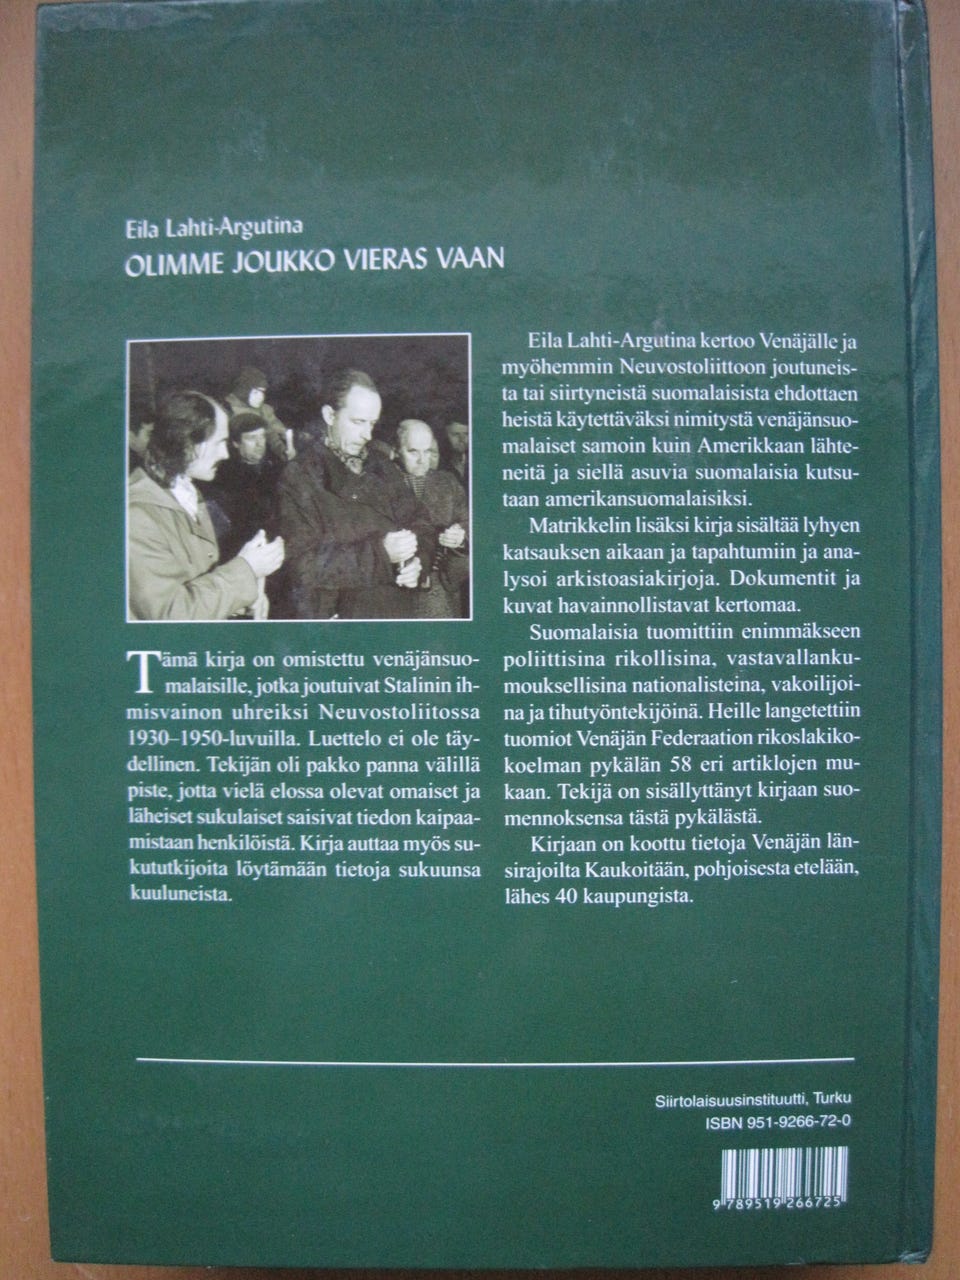 Eila Lahti-Argutina
OLIMME JOUKKO VIERAS VAAN
Tämä kirja on omistettu venäjänsuo-
malaisille, jotka joutuivat Stalinin ih-
misvainon uhreiksi Neuvostoliitossa
1930–1950-luvuilla. Luettelo ei ole täy-
dellinen. Tekijän oli pakko panna välillä
piste, jotta vielä elossa olevat omaiset ja
läheiset sukulaiset saisivat tiedon kaipaa-
mistaan henkilöistä. Kirja auttaa myös su-
kututkijoita löytämään tietoja sukuunsa
kuuluneista.
Eila Lahti-Argutina kertoo Venäjälle ja
myöhemmin Neuvostoliittoon joutuneis-
ta tai siirtyneistä suomalaisista ehdottaen
heistä käytettäväksi nimitystä venäjänsuo-
malaiset samoin kuin Amerikkaan lähte-
neitä ja siellä asuvia suomalaisia kutsu-
taan amerikansuomalaisiksi.
Matrikkelin lisäksi kirja sisältää lyhyen
katsauksen aikaan ja tapahtumiin ja ana-
lysoi arkistoasiakirjoja. Dokumentit ja
kuvat havainnollistavat kertomaa.
Suomalaisia tuomittiin enimmäkseen
poliittisina rikollisina, vastavallanku-
mouksellisina nationalisteina, vakoilijoi-
na ja tihutyöntekijöinä. Heille langetettiin
tuomiot Venäjän Federaation rikoslakiko-
koelman pykälän 58 eri artiklojen mu-
kaan. Tekijä on sisällyttänyt kirjaan suo-
mennoksensa tästä pykälästä.
Kirjaan on koottu tietoja Venäjän län-
sirajoilta Kaukoitään, pohjoisesta etelään,
lähes 40 kaupungista.
Siirtolaisuusinstituutti, Turku
ISBN 951-9266-72-0
9 789519 266725